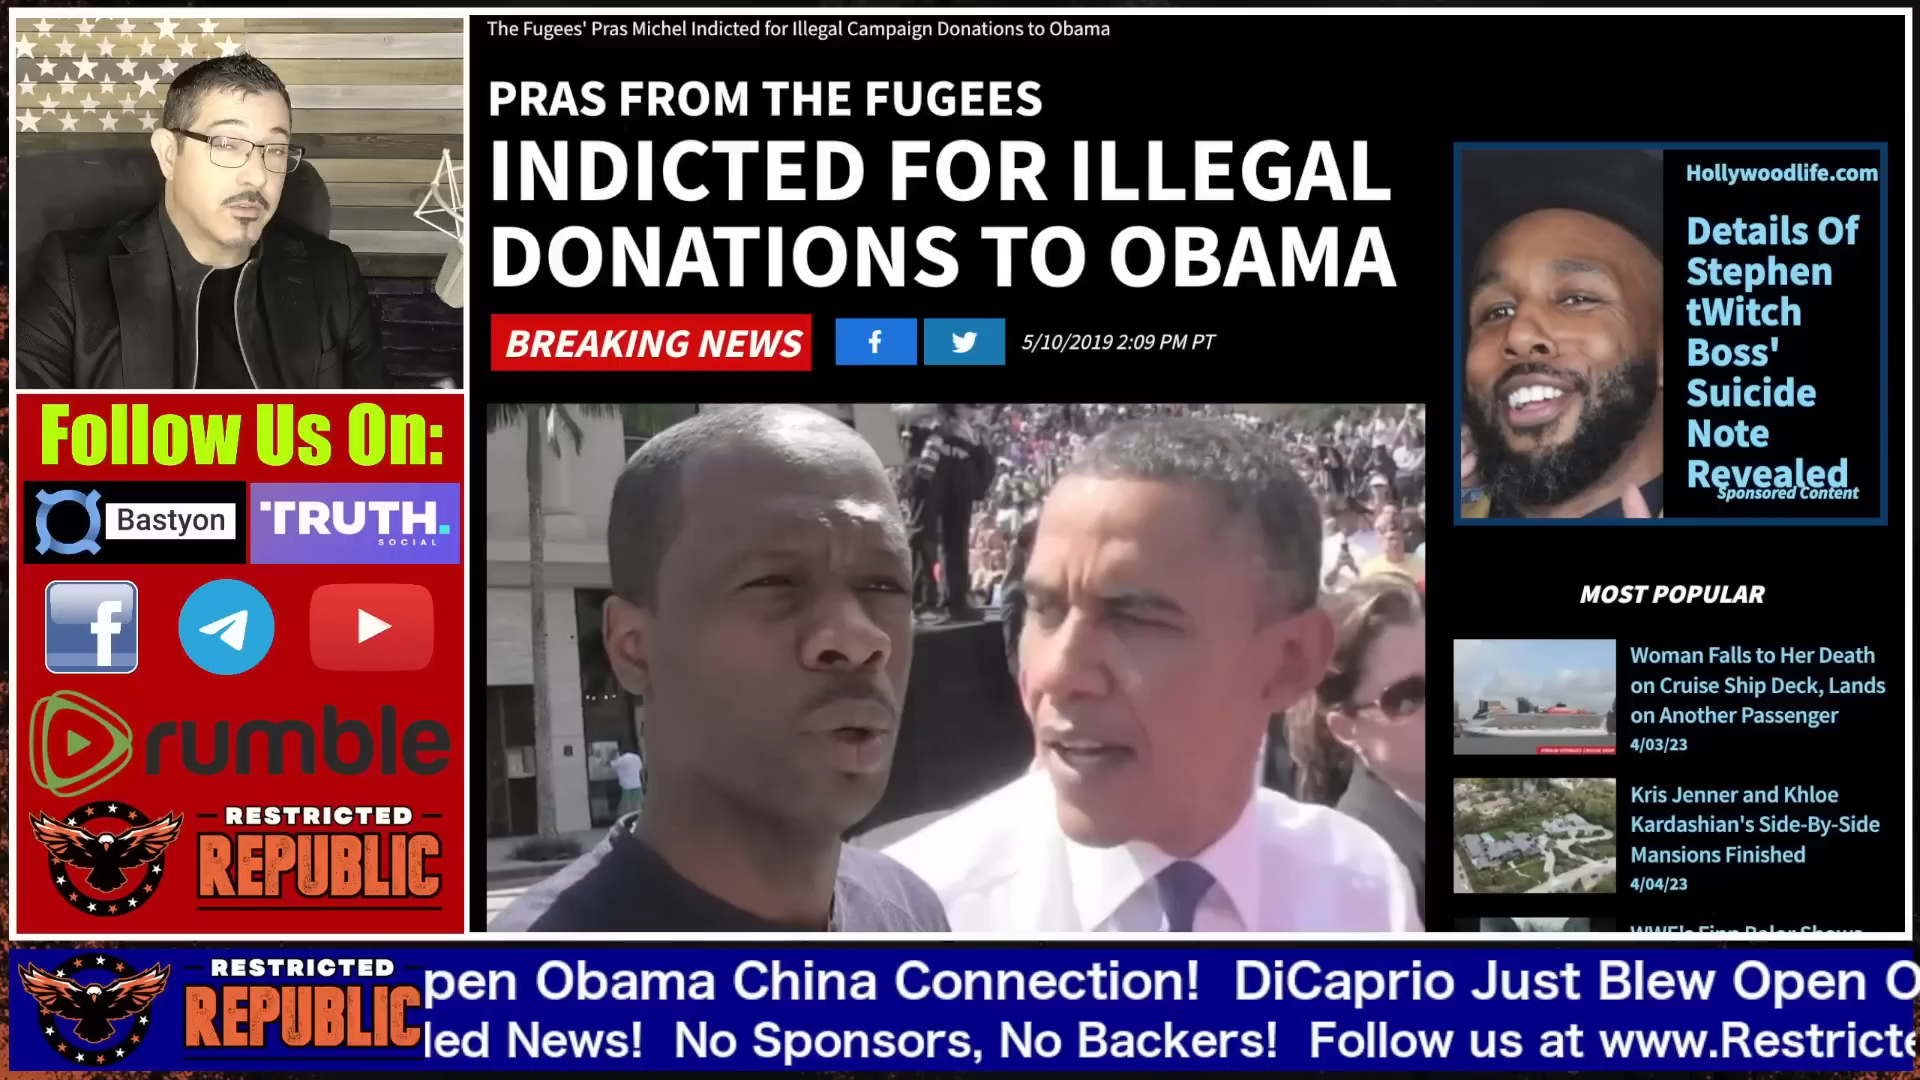 The Fugees' Pras Michel Indicted for Illegal Campaign Donations to Obama
PRAS FROM THE FUGEES
INDICTED FOR ILLEGAL
DONATIONS TO OBAMA
BREAKING NEWS
5/10/2019 2:09 PM PT
Hollywoodlife.com
Details Of
Stephen
tWitch
Boss'
Suicide
Note
Revealed
Sponsored Content
MOST POPULAR
Woman Falls to Her Death
on Cruise Ship Deck, Lands
on Another Passenger
4/03/23
Kris Jenner and Khloe
Kardashian's Side-By-Side
Mansions Finished
4/04/23
Follow Us On:
Bastyon
TRUTH.
SOCIAL
rumble
RESTRICTED
REPUBLIC
RESTRICTED
REPUBLIC
pen Obama China Connection! DiCaprio Just Blew Open O
led News! No Sponsors, No Backers! Follow us at www.Restricte